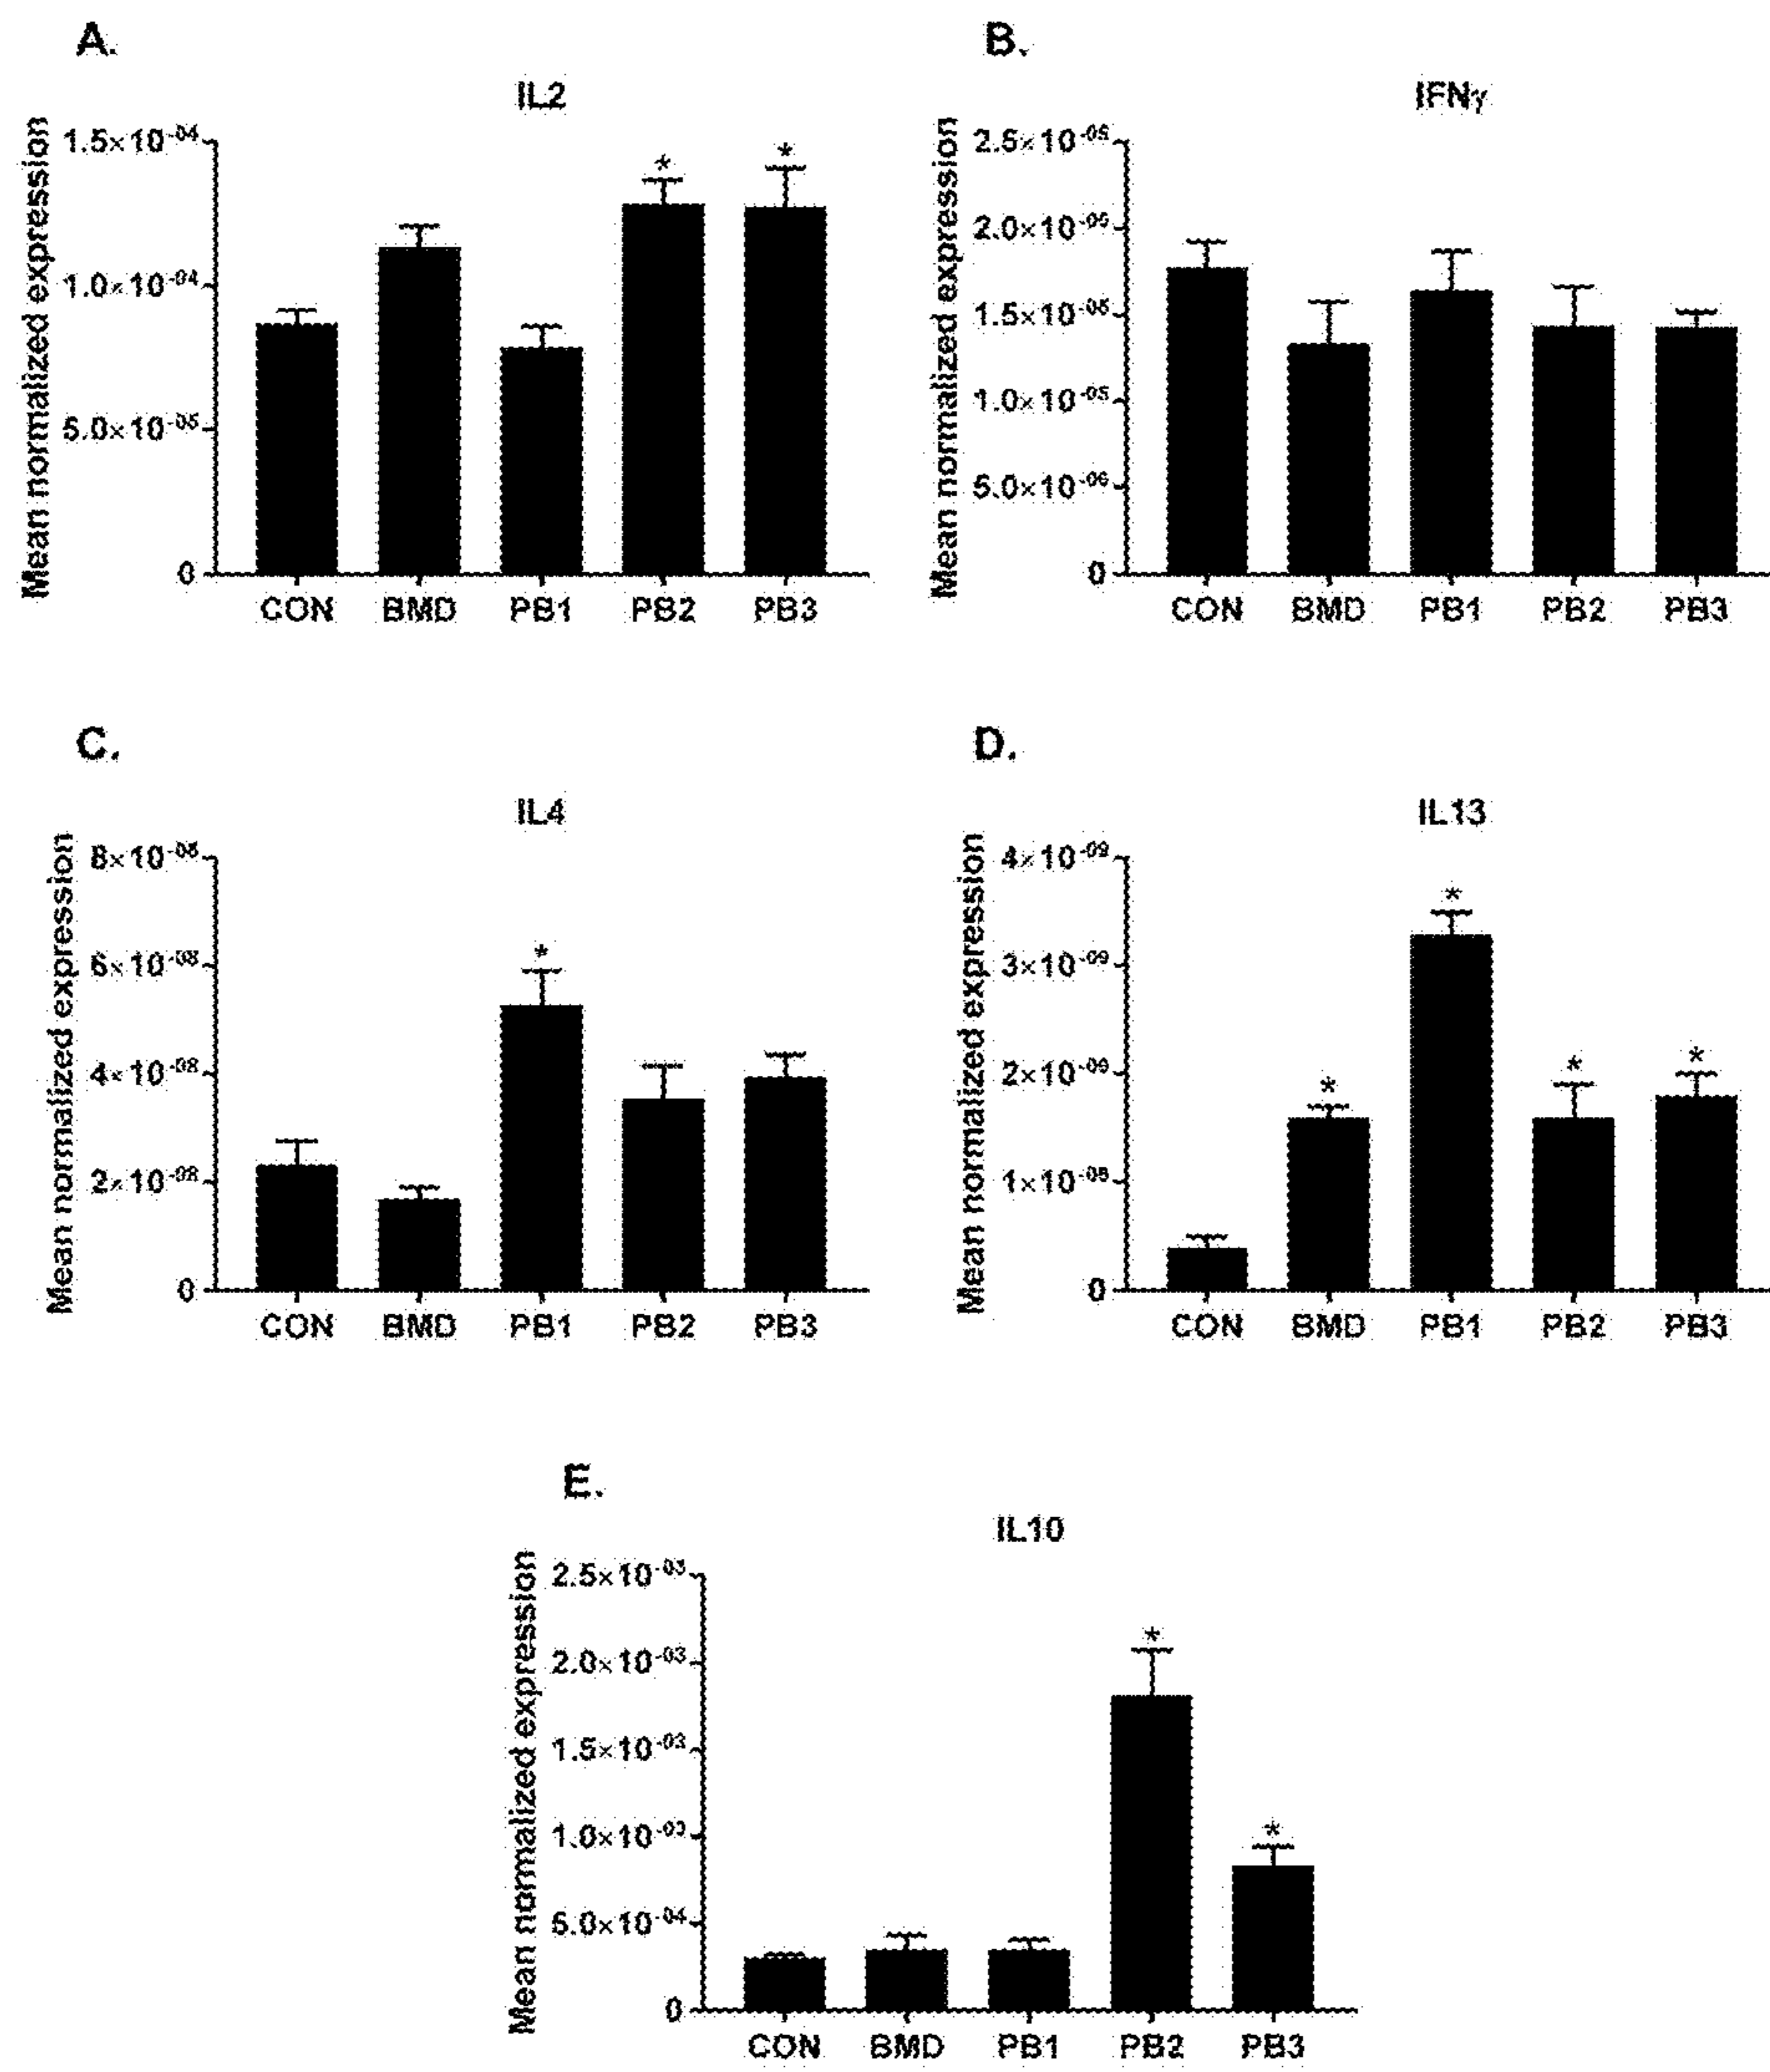 A.
IL2
Mean normalized expression
1.5×10-04
*
*
1.0×10-04
5.0×10-05
0
CON BMD PB1 PB2 PB3
B.
IFNγ
Mean normalized expression
2.5×10-05
2.0×10-05
1.5×10-05
1.0×10-05
5.0×10-06
0
CON BMD PB1 PB2 PB3
C.
IL4
Mean normalized expression
8×10-08
6×10-08
*
4×10-08
2×10-08
0
CON BMD PB1 PB2 PB3
D.
IL13
Mean normalized expression
4×10-09
*
3×10-09
2×10-09
* * *
1×10-09
0
CON BMD PB1 PB2 PB3
E.
IL10
Mean normalized expression
2.5×10-03
2.0×10-03
*
1.5×10-03
1.0×10-03
*
5.0×10-04
0
CON BMD PB1 PB2 PB3